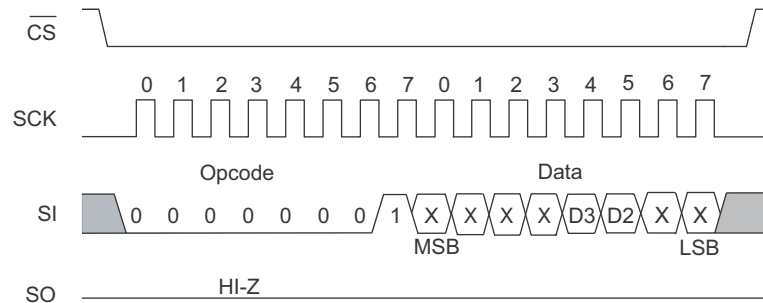 CS
0 1 2 3 4 5 6 7 0 1 2 3 4 5 6 7
SCK
Opcode Data
SI 0 0 0 0 0 0 0 1 X X X X D3 D2 X X
MSB LSB
HI-Z
SO